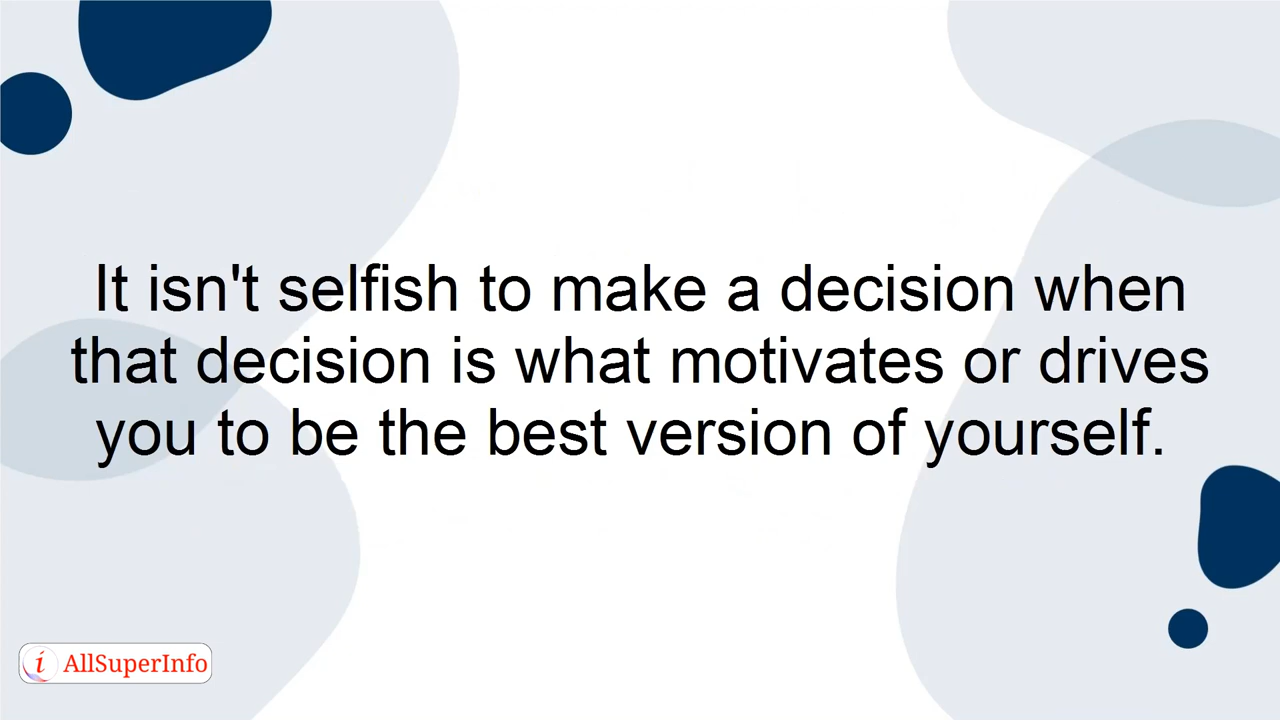 It isn't selfish to make a decision when
that decision is what motivates or drives
you to be the best version of yourself.
i AllSuperInfo